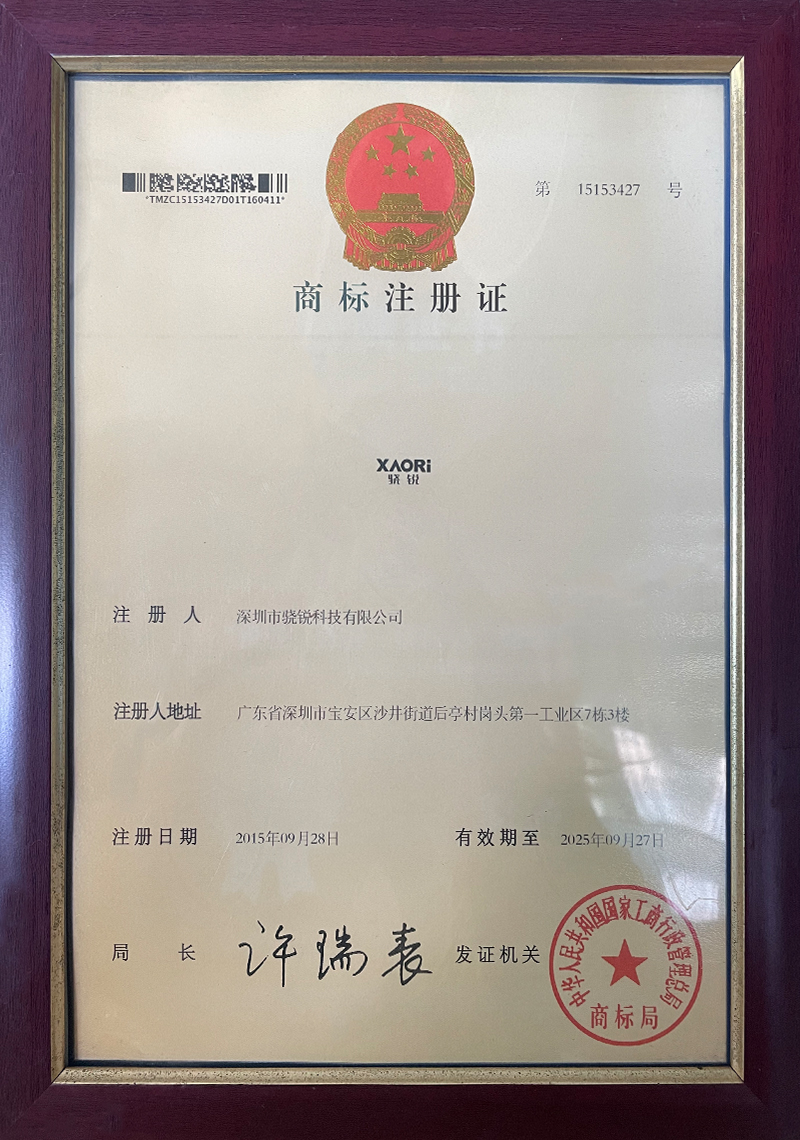 *TMZC15153427D01T160411*
第 15153427 号
商标注册证
XAORi
骁锐
注册人 深圳市骁锐科技有限公司
注册人地址 广东省深圳市宝安区沙井街道后亭村岗头第一工业区7栋3楼
注册日期 2015年09月28日 有效期至 2025年09月27日
局长 许瑞表 发证机关
中华人民共和国国家工商行政管理总局
商标局